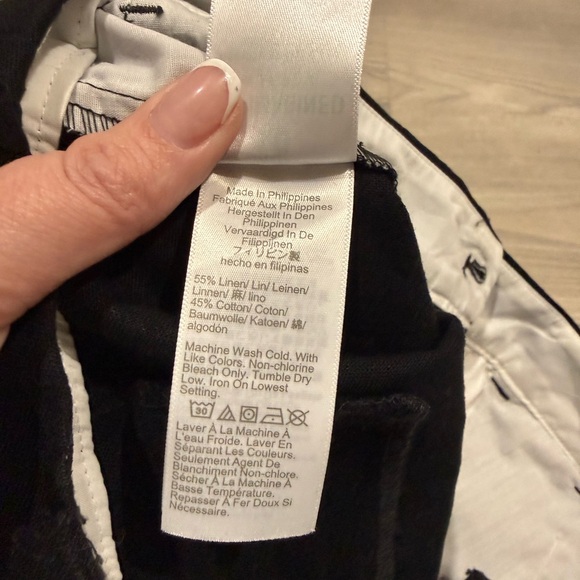 Made In Philippines
Fabriqué Aux Philippines
Hergestellt In Den
Philippinen
Vervaardigd In De
Filippijnen
フィリピン製
hecho en filipinas
55% Linen/ Lin/ Leinen/
Linnen/ 麻/ lino
45% Cotton/ Coton/
Baumwolle/ Katoen/ 綿/
algodón
Machine Wash Cold. With
Like Colors. Non-chlorine
Bleach Only. Tumble Dry
Low. Iron On Lowest
Setting.
30
Laver À La Machine À
L'eau Froide. Laver En
Séparant Les Couleurs.
Seulement Agent De
Blanchiment Non-chlore.
Sécher À La Machine À
Basse Température.
Repasser À Fer Doux Si
Nécessaire.